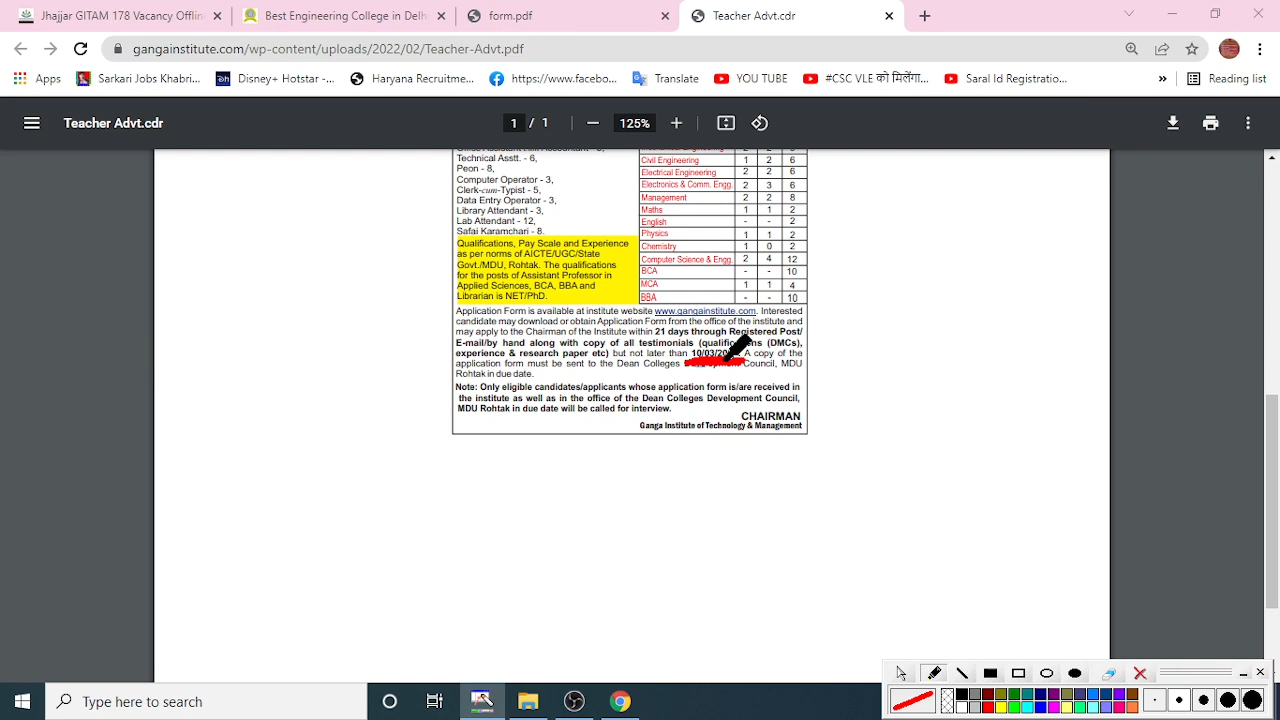 Jhajjar GITAM 178 Vacancy Offlin
Best Engineering College in Delh
form.pdf
Teacher Advt.cdr
gangainstitute.com/wp-content/uploads/2022/02/Teacher-Advt.pdf
Apps
Sarkari Jobs Khabri...
Disney+ Hotstar -...
Haryana Recruitme...
https://www.facebo...
Translate
YOU TUBE
#CSC VLE को मिलेंगा...
Saral Id Registratio...
»
Reading list
Teacher Advt.cdr
1 / 1
125%
Technical Asstt. - 6,
Peon - 8,
Computer Operator - 3,
Clerk-cum-Typist - 5,
Data Entry Operator - 3,
Library Attendant - 3,
Lab Attendant - 12,
Safai Karamchari - 8.
Qualifications, Pay Scale and Experience
as per norms of AICTE/UGC/State
Govt./MDU, Rohtak. The qualifications
for the posts of Assistant Professor in
Applied Sciences, BCA, BBA and
Librarian is NET/PhD.
Civil Engineering 1 2 6
Electrical Engineering 2 2 6
Electronics & Comm. Engg. 2 3 6
Management 2 2 8
Maths 1 1 2
English - - 2
Physics 1 1 2
Chemistry 1 0 2
Computer Science & Engg. 2 4 12
BCA - - 10
MCA 1 1 4
BBA - - 10
Application Form is available at institute website www.gangainstitute.com. Interested
candidate may download or obtain Application Form from the office of the institute and
may apply to the Chairman of the Institute within 21 days through Registered Post/
E-mail/by hand along with copy of all testimonials (DMCs),
experience & research paper etc) but not later than 10/03/ A copy of the
application form must be sent to the Dean Colleges Council, MDU
Rohtak in due date.
Note: Only eligible candidates/applicants whose application form is/are received in
the institute as well as in the office of the Dean Colleges Development Council,
MDU Rohtak in due date will be called for interview.
CHAIRMAN
Ganga Institute of Technology & Management
Type here to search